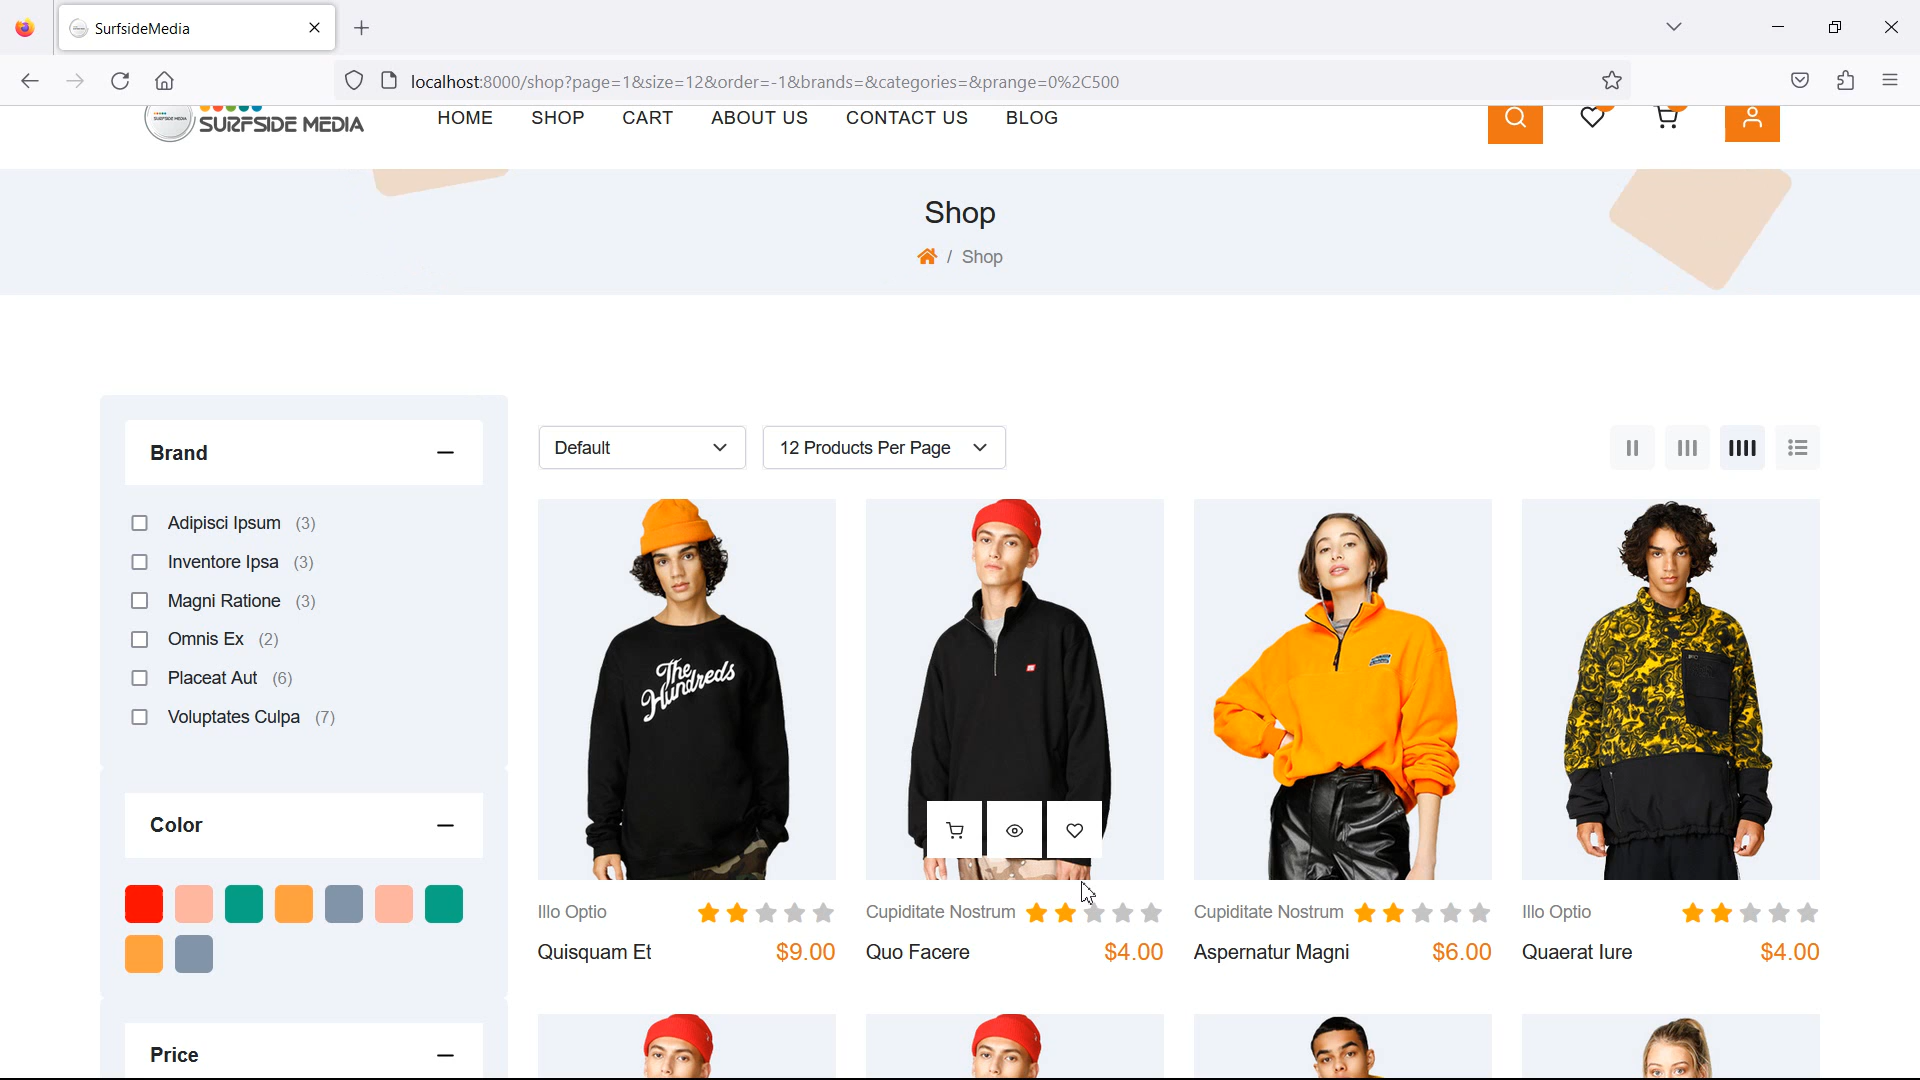 SurfsideMedia
localhost:8000/shop?page=1&size=12&order=-1&brands=&categories=&prange=0%2C500
SURFSIDE MEDIA HOME SHOP CART ABOUT US CONTACT US BLOG
Shop
/ Shop
Brand
Default 12 Products Per Page
Adipisci Ipsum (3)
Inventore Ipsa (3)
Magni Ratione (3)
Omnis Ex (2)
Placeat Aut (6)
Voluptates Culpa (7)
The
Hundreds
Color
Price
Illo Optio
Quisquam Et $9.00
Cupiditate Nostrum
Quo Facere $4.00
Cupiditate Nostrum
Aspernatur Magni $6.00
Illo Optio
Quaerat Iure $4.00